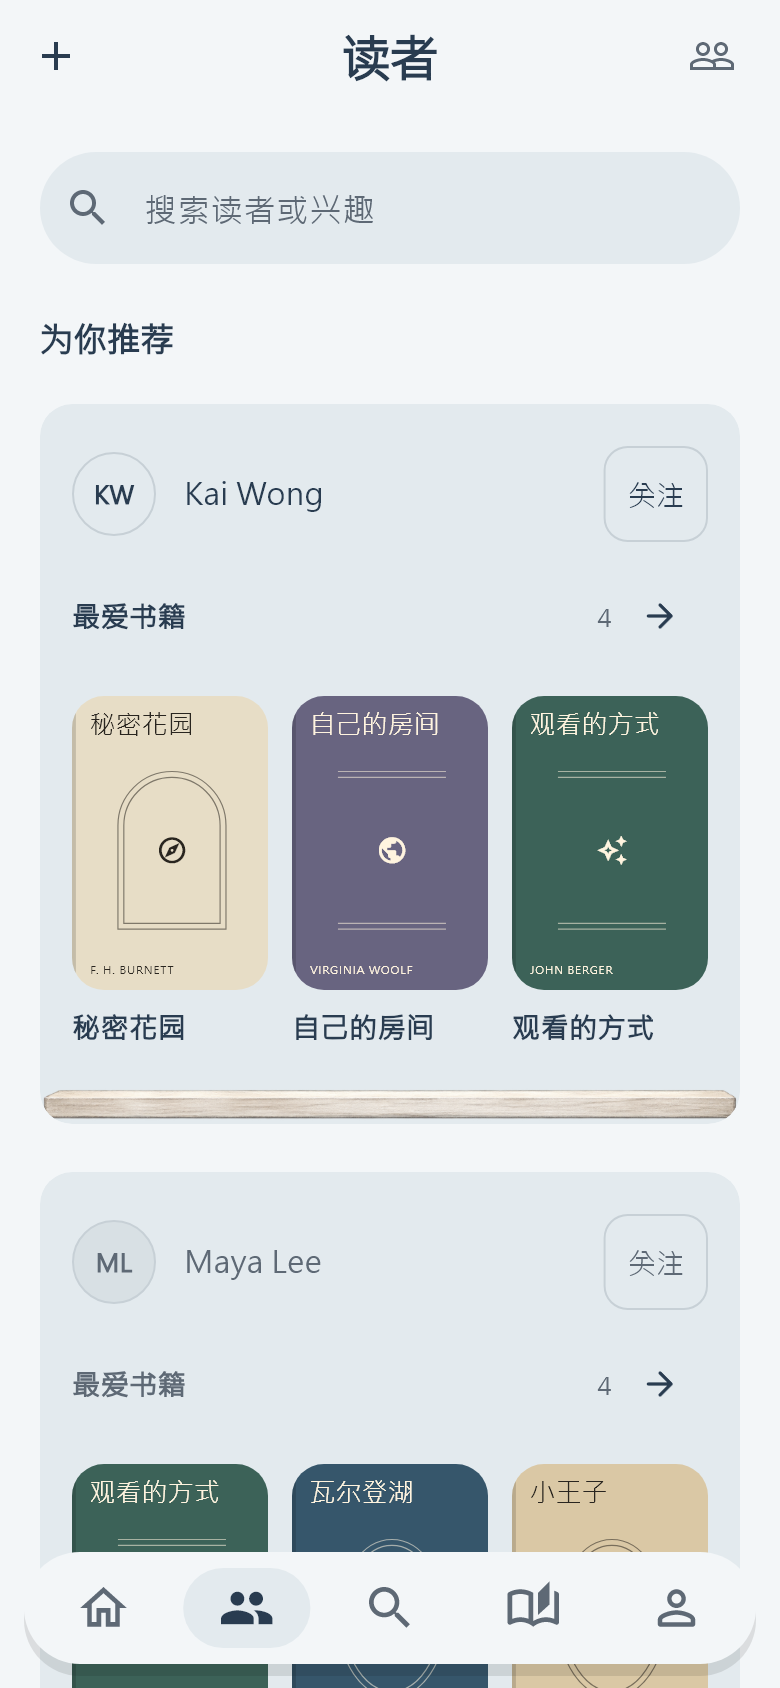 读者
搜索读者或兴趣
为你推荐
KW
Kai Wong
关注
最爱书籍
4
秘密花园
自己的房间
观看的方式
F. H. BURNETT
VIRGINIA WOOLF
JOHN BERGER
秘密花园
自己的房间
观看的方式
ML
Maya Lee
关注
最爱书籍
4
观看的方式
瓦尔登湖
小王子